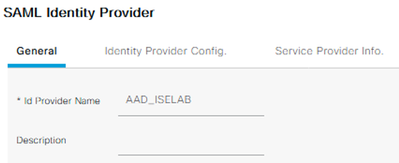 SAML Identity Provider
General Identity Provider Config. Service Provider Info.
* Id Provider Name AAD_ISELAB
Description